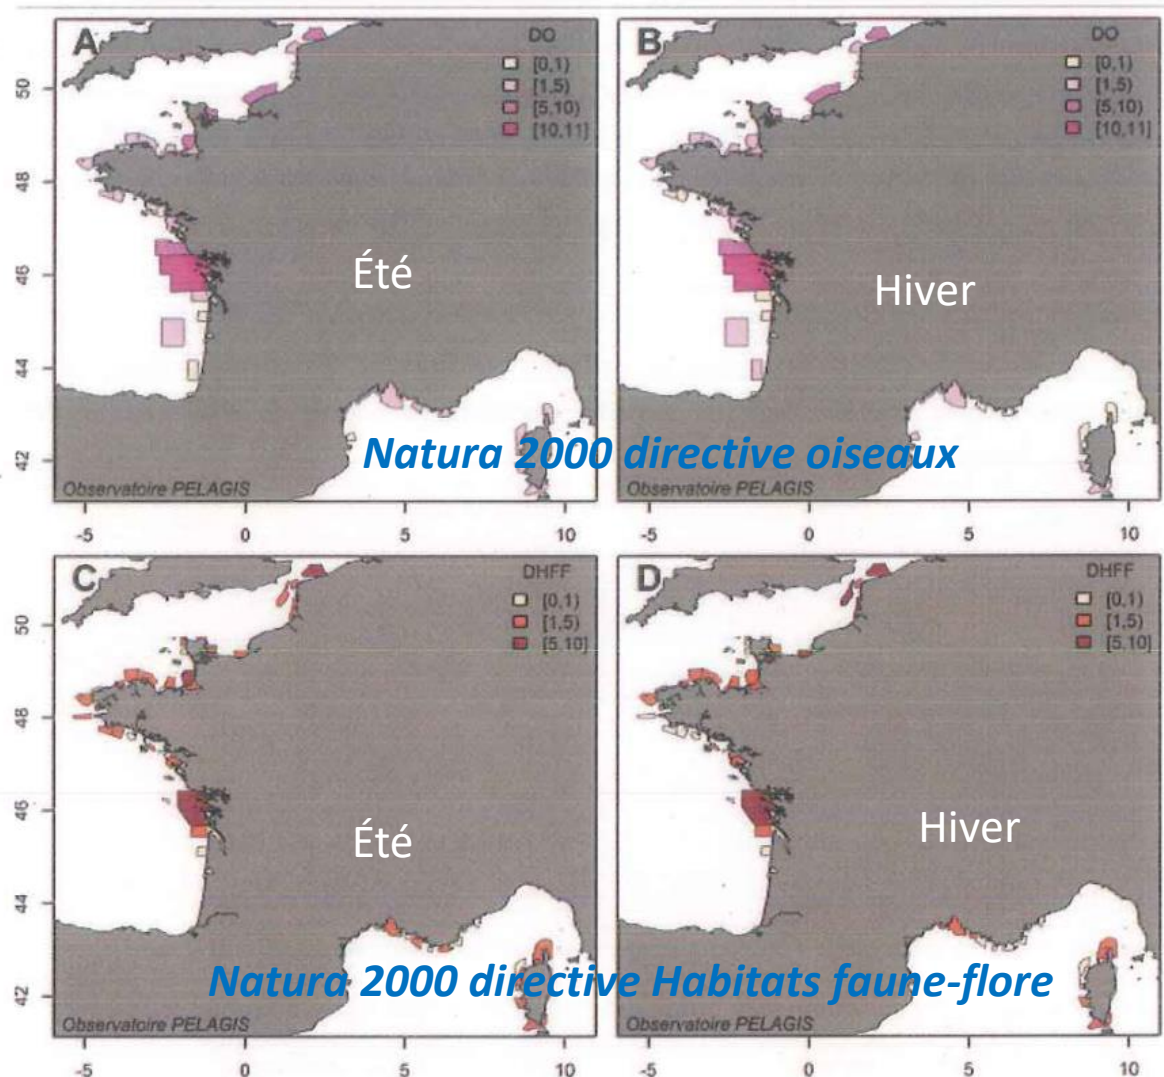 A
DO
[0,1)
[1,5)
[5,10)
[10,11]
Été
Observatoire PELAGIS
B
DO
[0,1)
[1,5)
[5,10)
[10,11]
Hiver
Observatoire PELAGIS
Natura 2000 directive oiseaux
50
48
46
44
42
-5
0
5
10
-5
0
5
10
C
DHFF
[0,1)
[1,5)
[5,10]
Été
Observatoire PELAGIS
D
DHFF
[0,1)
[1,5)
[5,10]
Hiver
Observatoire PELAGIS
Natura 2000 directive Habitats faune-flore
50
48
46
44
42
-5
0
5
10
-5
0
5
10